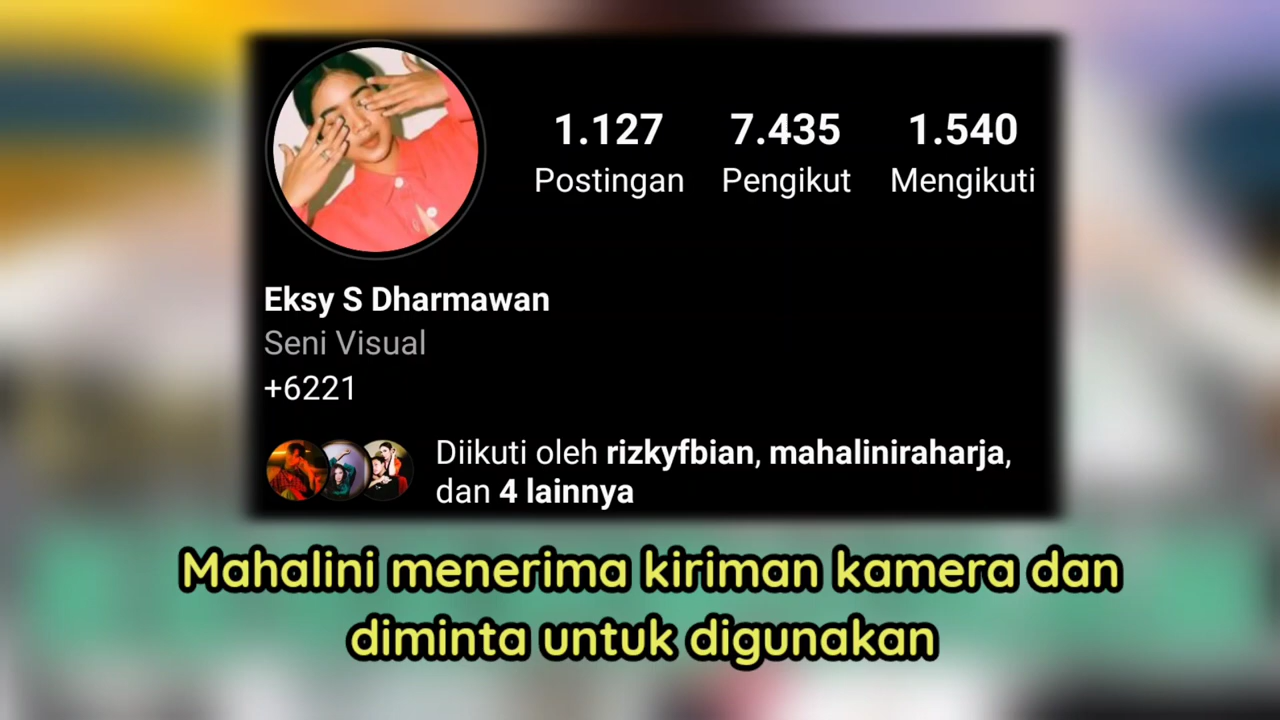 1.127 7.435 1.540
Postingan Pengikut Mengikuti
Eksy S Dharmawan
Seni Visual
+6221
Diikuti oleh rizkyfbian, mahaliniraharja,
dan 4 lainnya
Mahalini menerima kiriman kamera dan
diminta untuk digunakan